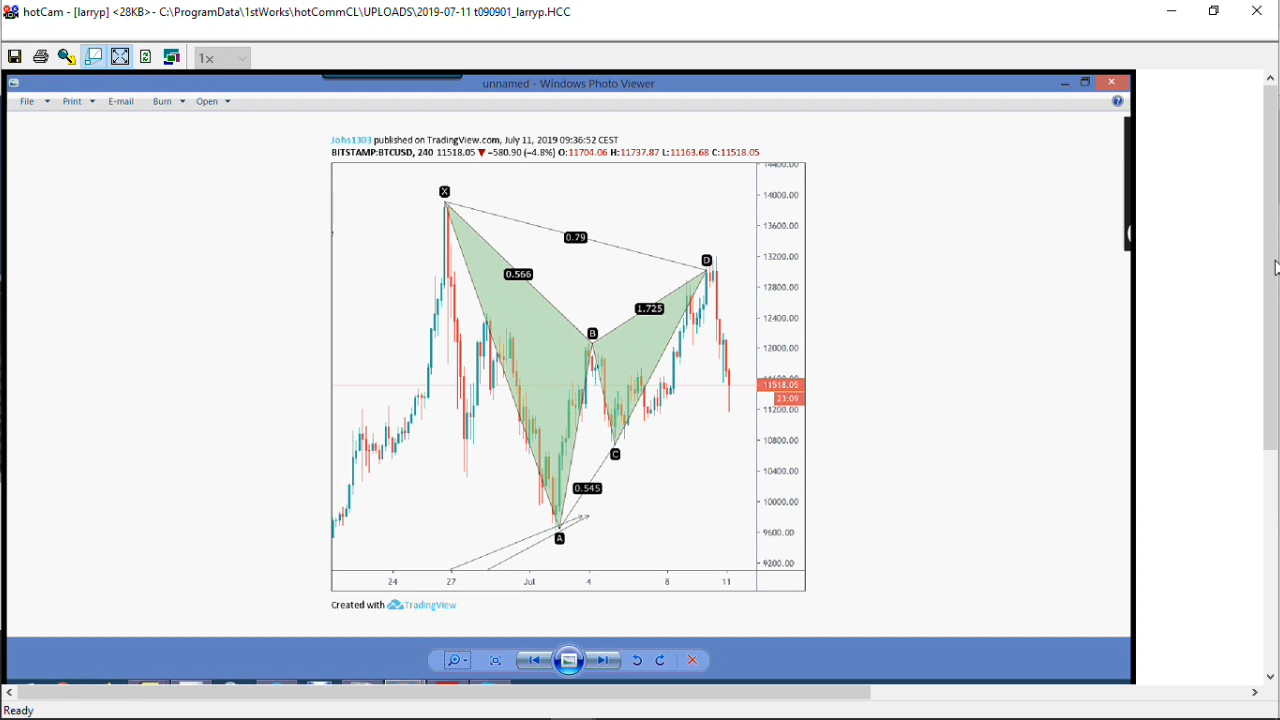 hotCam - [larryp] <28KB>- C:\ProgramData\1stWorks\hotCommCL\UPLOADS\2019-07-11 t090901_larryp.HCC
1x
unnamed - Windows Photo Viewer
File Print E-mail Burn Open
Johs1303 published on TradingView.com, July 11, 2019 09:36:52 CEST
BITSTAMP:BTCUSD, 240 11518.05 ▼ −580.90 (−4.8%) O:11704.06 H:11737.87 L:11163.68 C:11518.05
14400.00
X
14000.00
0.79
13600.00
D
13200.00
0.566
12800.00
1.725
12400.00
B
12000.00
11518.05
23:09
11200.00
10800.00
C
10400.00
0.545
10000.00
A
9600.00
9200.00
24 27 Jul 4 8 11
Created with TradingView
Ready